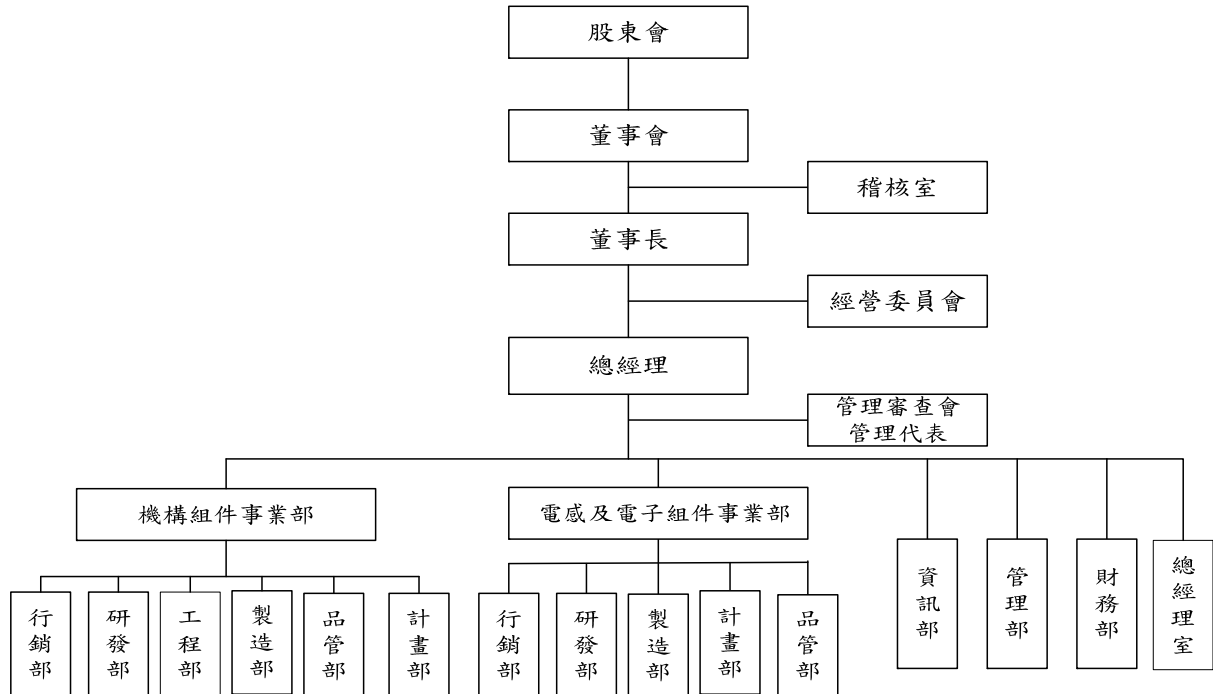 股東會
董事會
稽核室
董事長
經營委員會
總經理
管理審查會
管理代表
機構組件事業部
電感及電子組件事業部
資訊部
管理部
財務部
總經理室
行銷部
研發部
工程部
製造部
品管部
計畫部
行銷部
研發部
製造部
計畫部
品管部